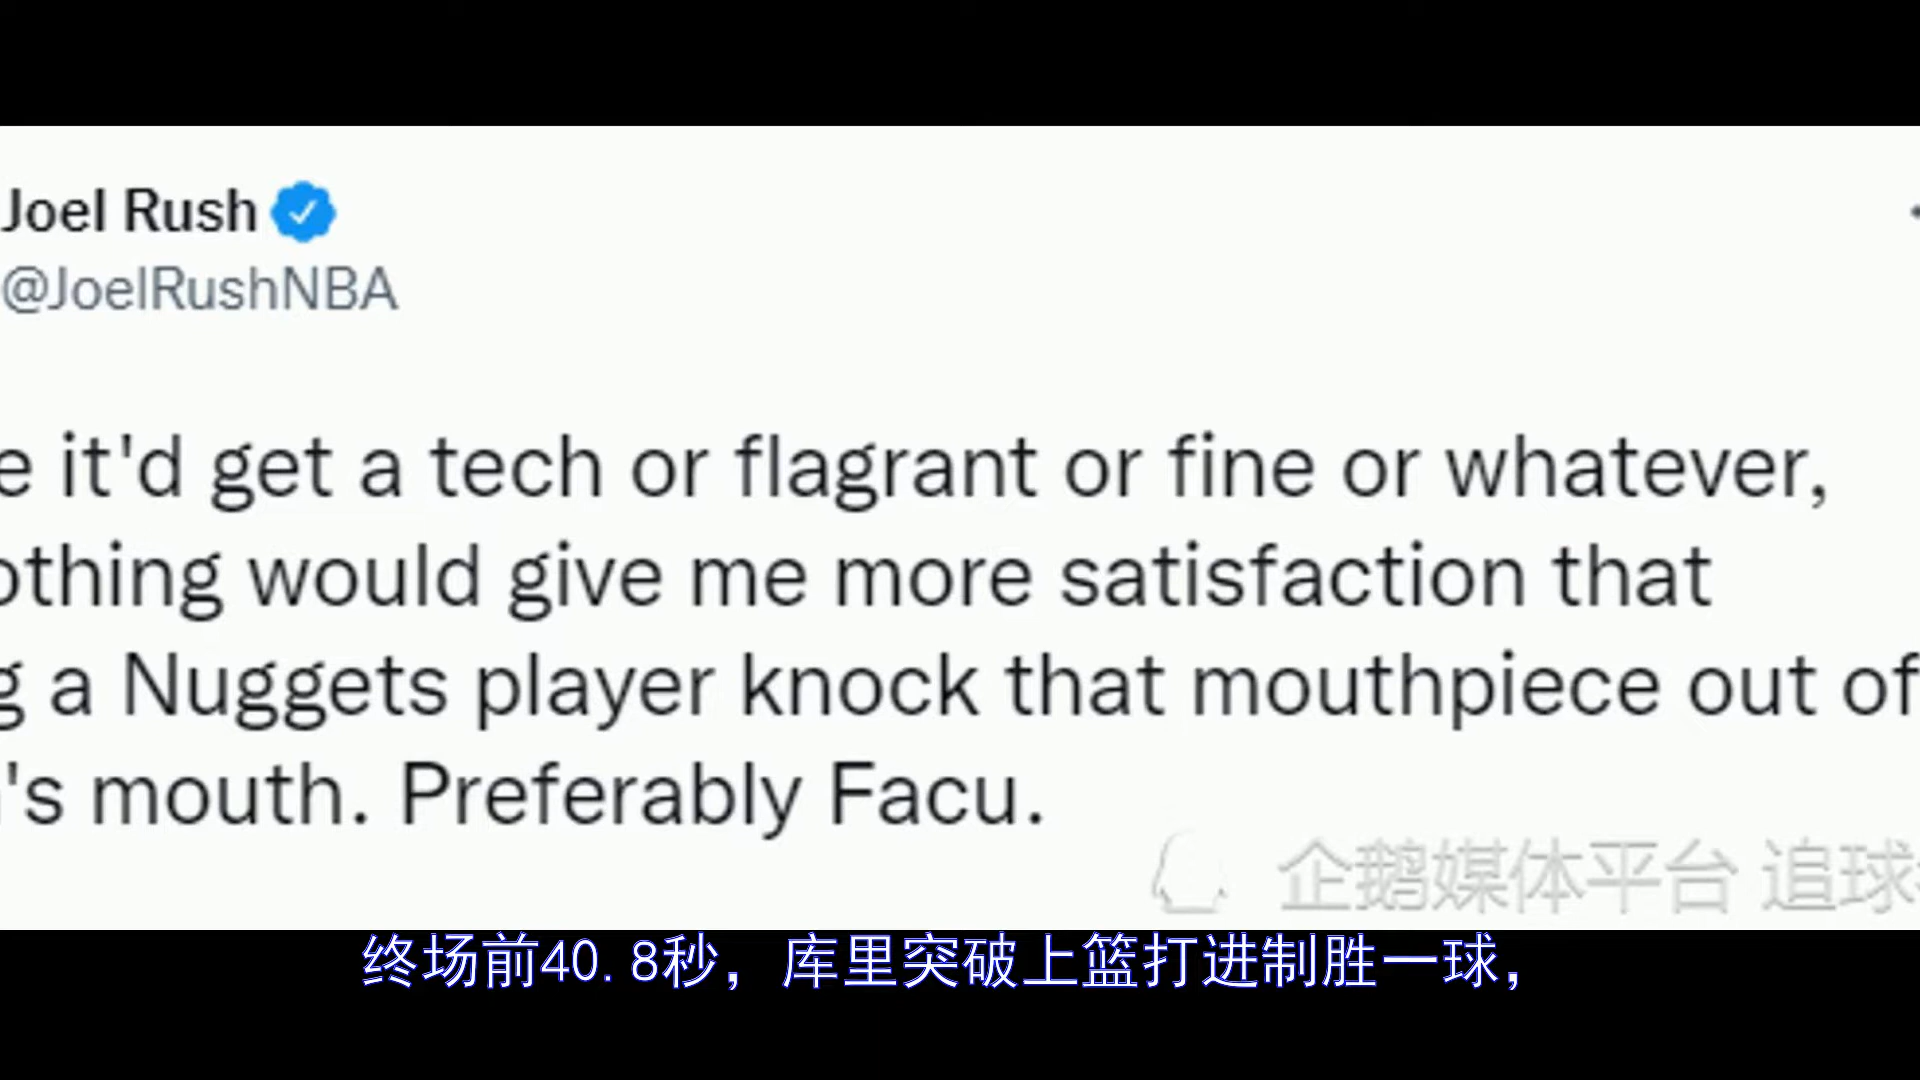 Joel Rush
@JoelRushNBA
it'd get a tech or flagrant or fine or whatever,
would give me more satisfaction that
a Nuggets player knock that mouthpiece out of
's mouth. Preferably Facu.
企鹅媒体平台 追球
终场前40.8秒，库里突破上篮打进制胜一球，